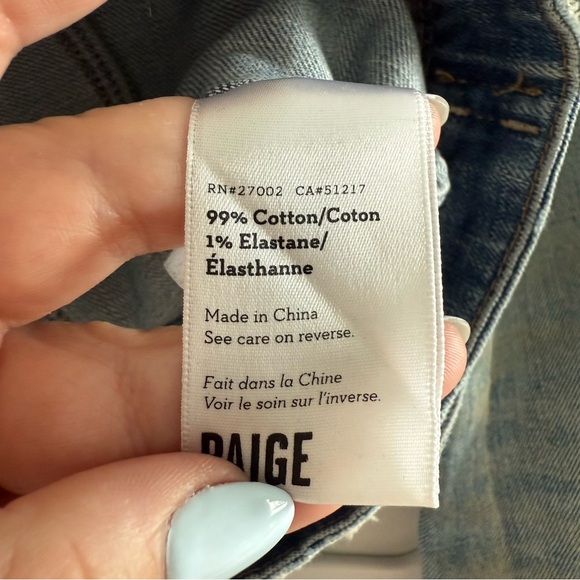 RN#27002 CA#51217
99% Cotton/Coton
1% Elastane/
Élasthanne
Made in China
See care on reverse.
Fait dans la Chine
Voir le soin sur l'inverse.
PAIGE